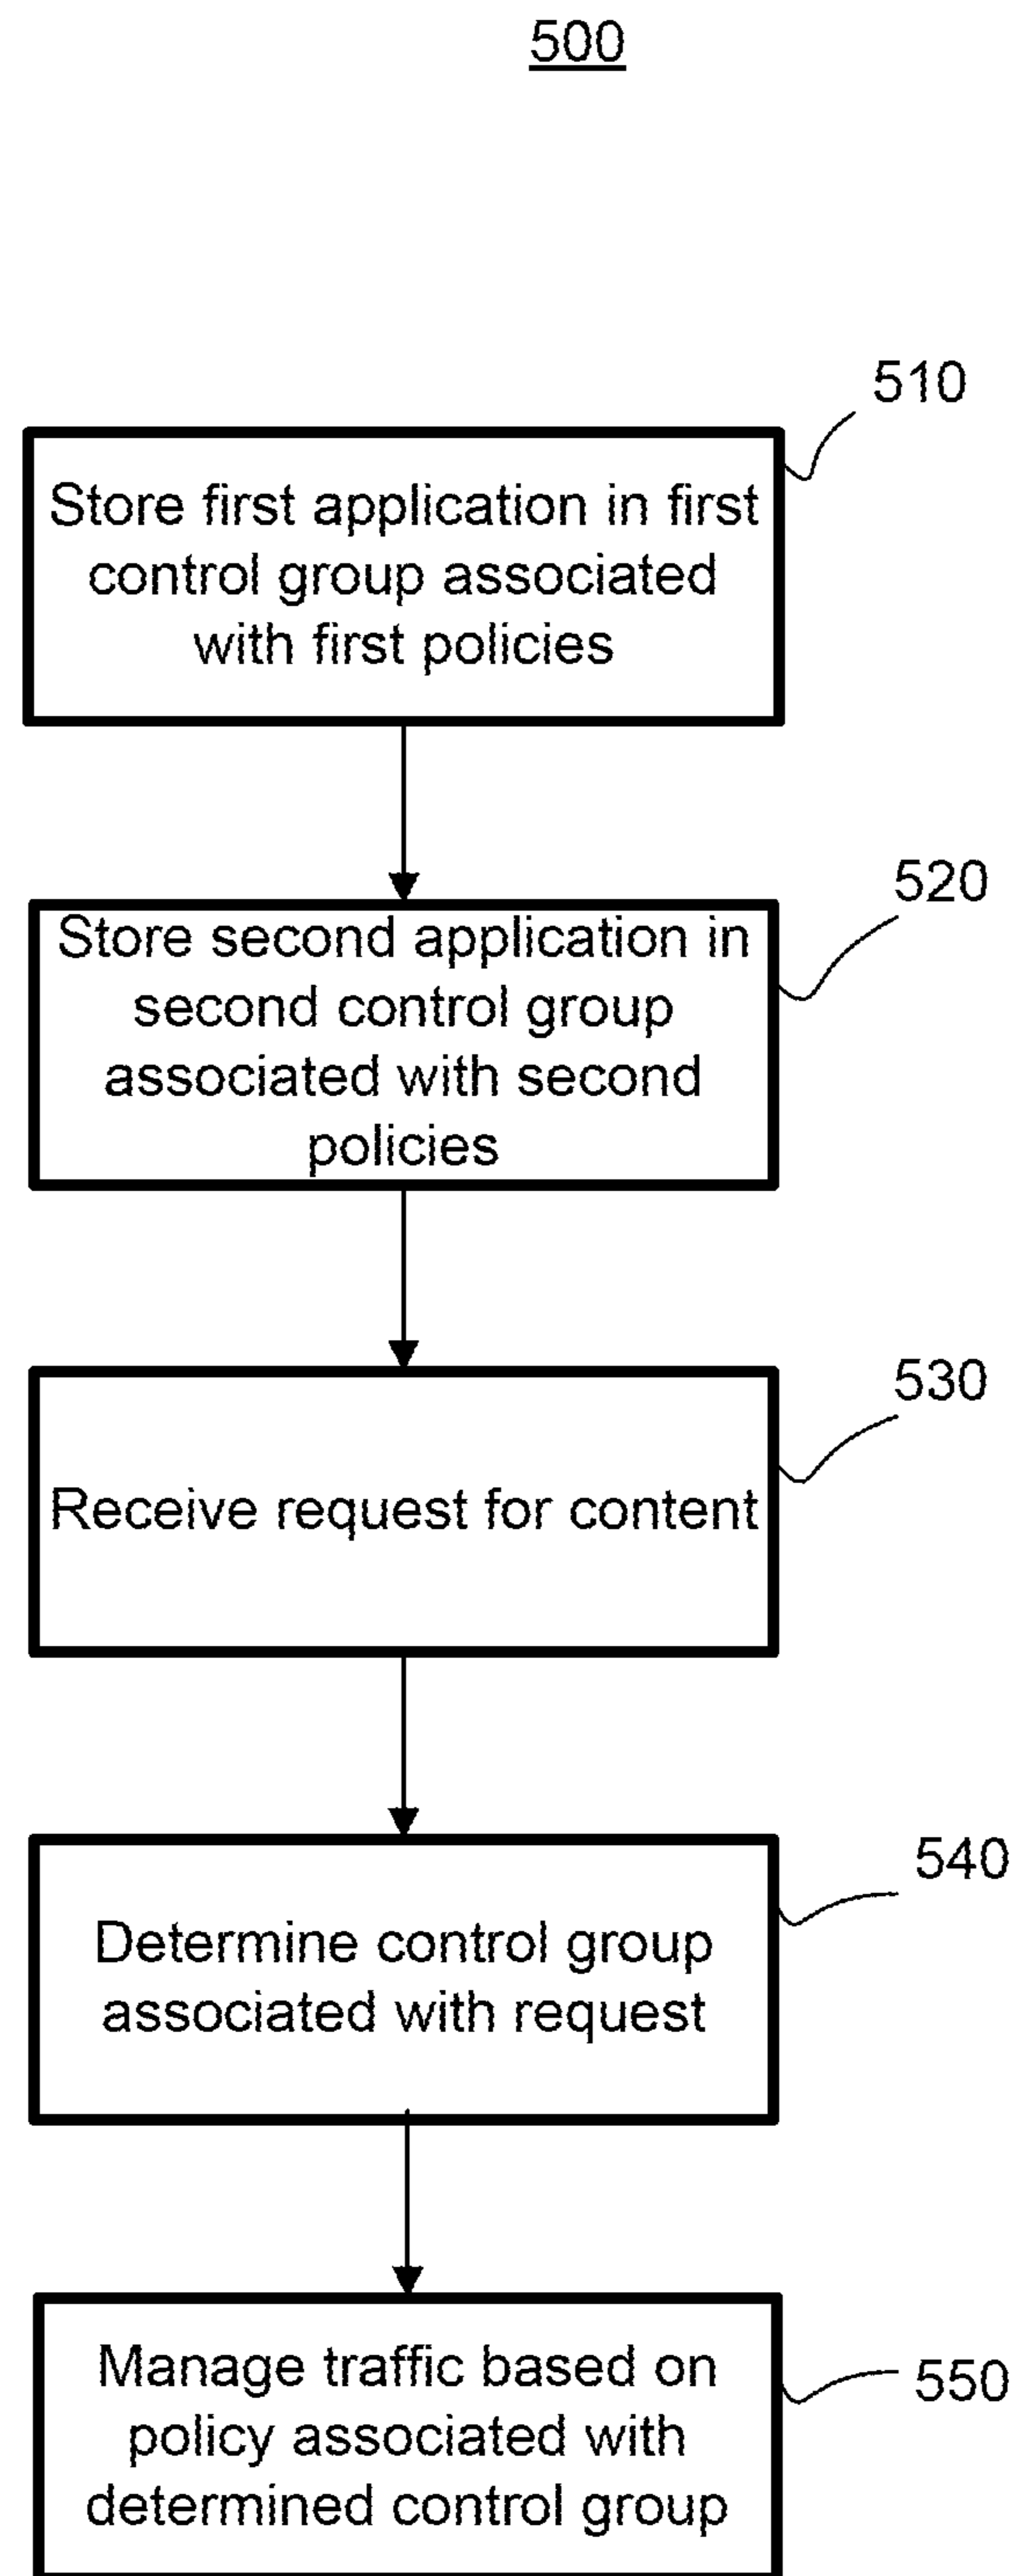 500
510
Store first application in first
control group associated
with first policies
520
Store second application in
second control group
associated with second
policies
530
Receive request for content
540
Determine control group
associated with request
550
Manage traffic based on
policy associated with
determined control group